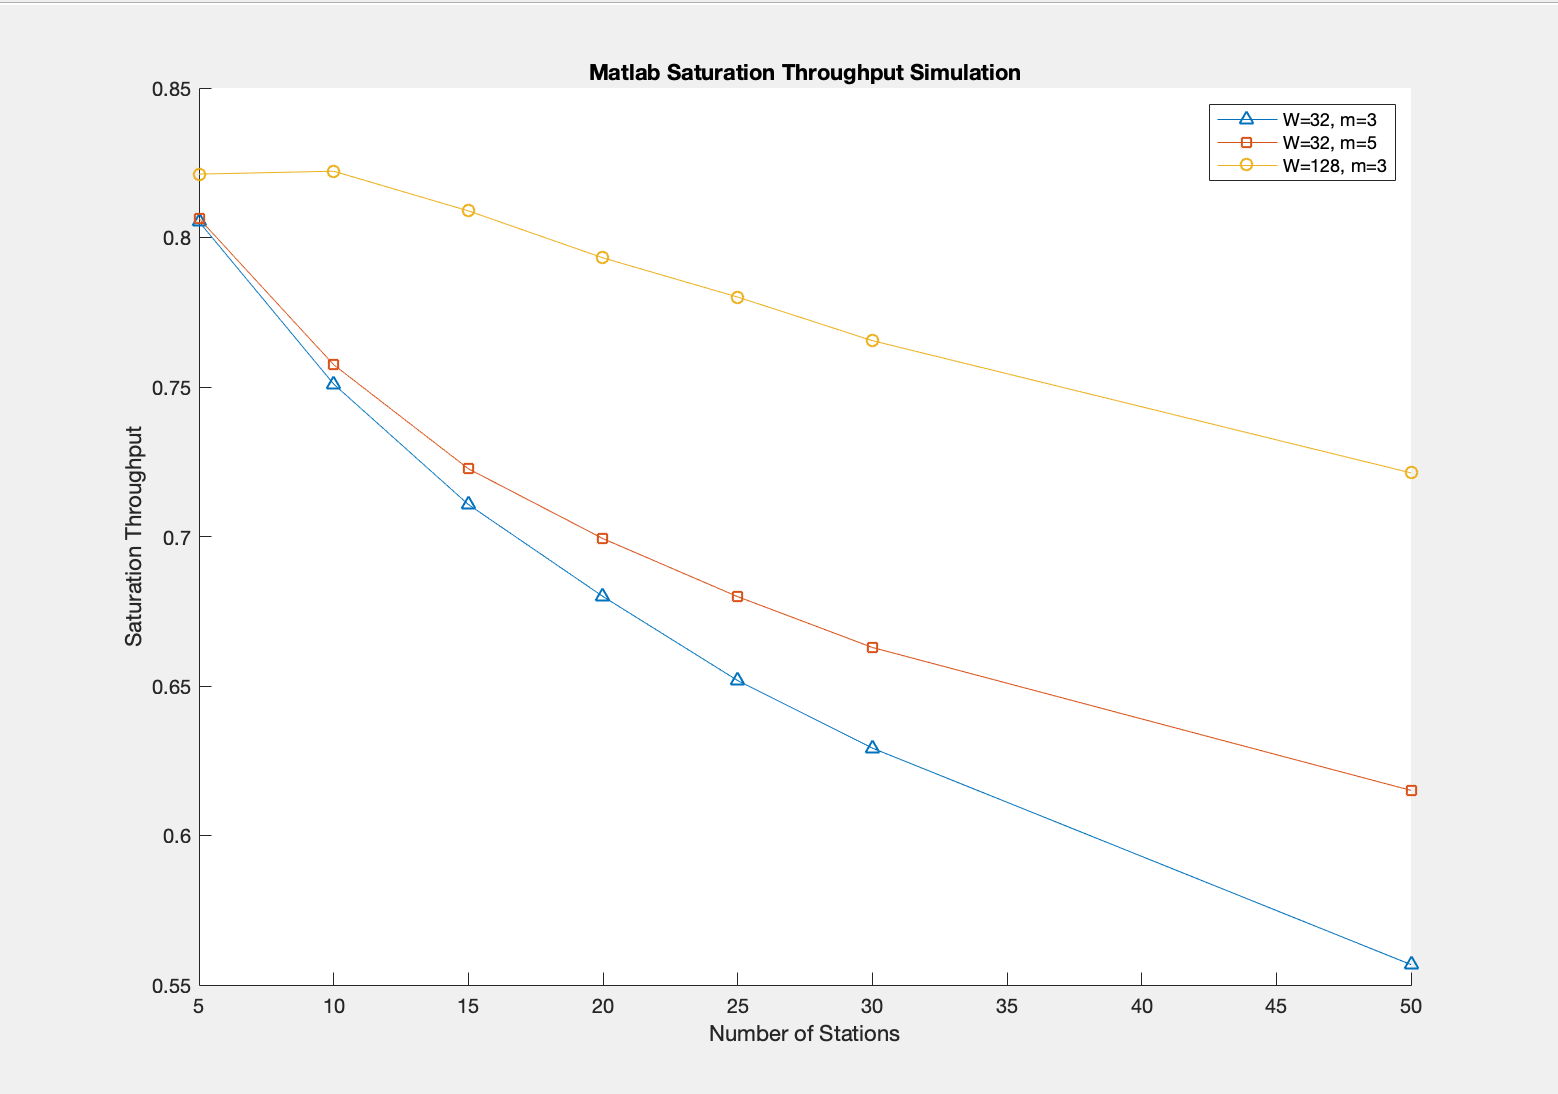 Matlab Saturation Throughput Simulation
0.85
0.8
0.75
0.7
0.65
0.6
0.55
Saturation Throughput
W=32, m=3
W=32, m=5
W=128, m=3
5 10 15 20 25 30 35 40 45 50
Number of Stations